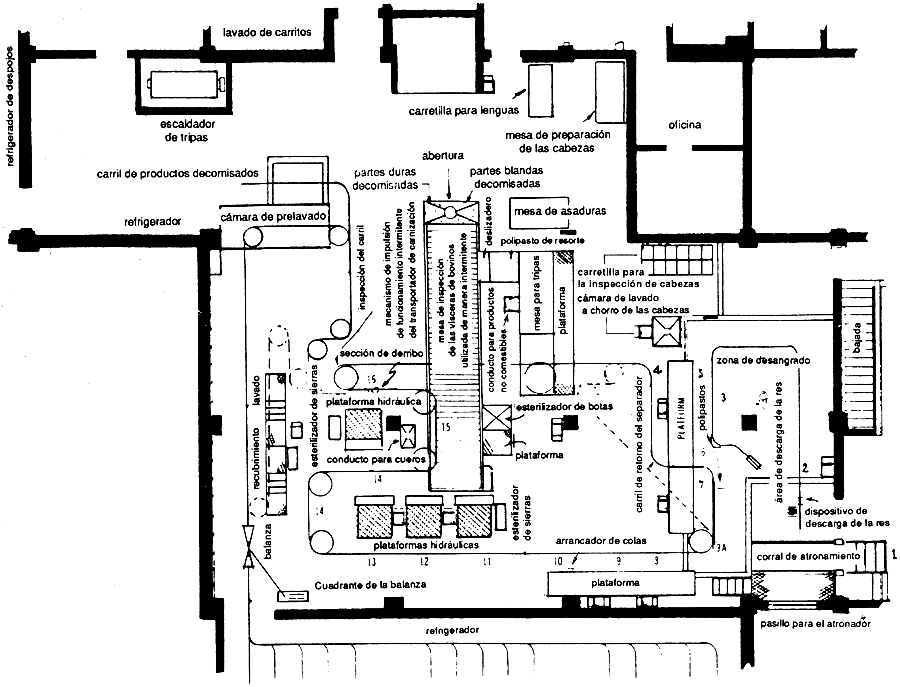 lavado de carritos
refrigerador de despojos
escaldador
de tripas
carretilla para lenguas
mesa de preparación
de las cabezas
oficina
abertura
carril de productos decomisados
partes duras
decomisadas
partes blandas
decomisadas
refrigerador
cámara de prelavado
deslizadero
mesa de asaduras
polipasto de resorte
inspección del carril
mecanismo de impulsión
de funcionamiento intermitente
del transportador de carnización
mesa de inspección
de las vísceras de bovinos
utilizada de manera intermitente
conducto para productos
no comestibles
mesa para tripas
plataforma
carretilla para
la inspección de cabezas
cámara de lavado
a chorro de las cabezas
bajada
sección de derribo
15
4
5
zona de desangrado
lavado
esterilizador de sierras
plataforma hidráulica
15
esterilizador de botas
carril de retorno del separador
PLATFORM
polipastos
3
área de descarga de la res
recubrimiento
conducto para cueros
plataforma
6
2
14
7
14
esterilizador
de sierras
dispositivo de
descarga de la res
balanza
plataformas hidráulicas
arrancador de colas
9A
corral de atronamiento
1
13
12
11
10
9
3
Cuadrante de la balanza
plataforma
pasillo para el atronador
refrigerador